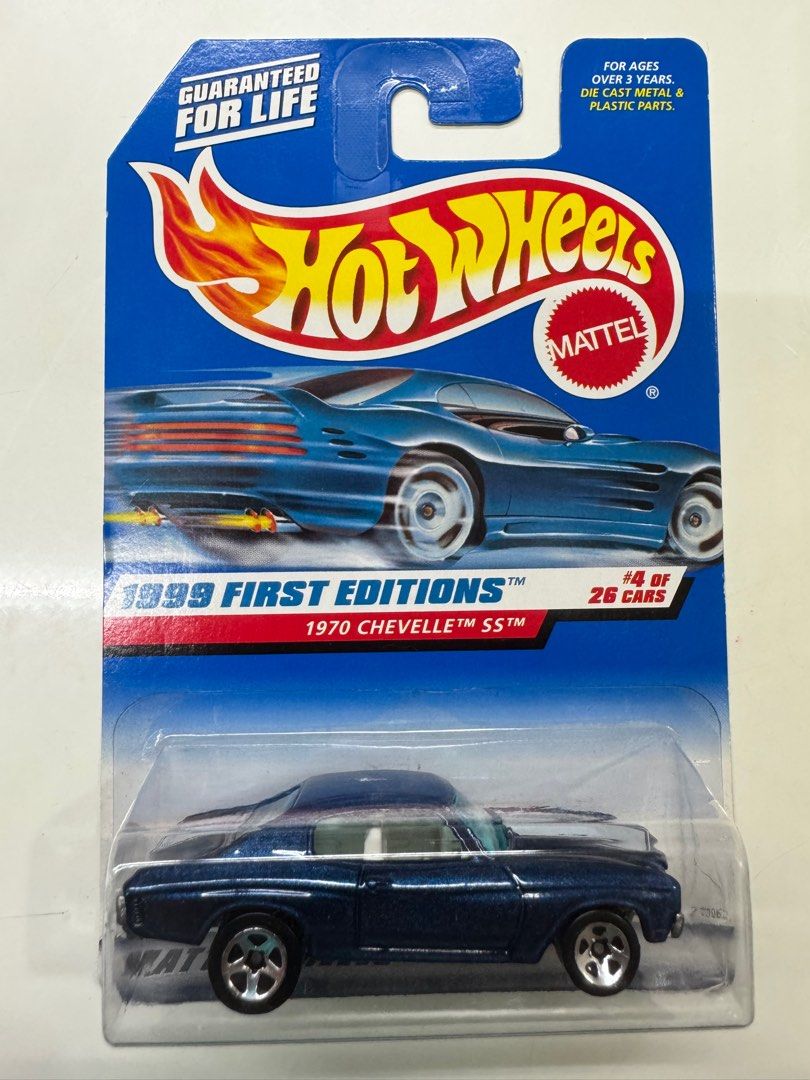 GUARANTEED
FOR LIFE
FOR AGES
OVER 3 YEARS.
DIE CAST METAL &
PLASTIC PARTS.
HOT WHEELS
MATTEL
®
1999 FIRST EDITIONS™
#4 OF
26 CARS
1970 CHEVELLE™ SS™